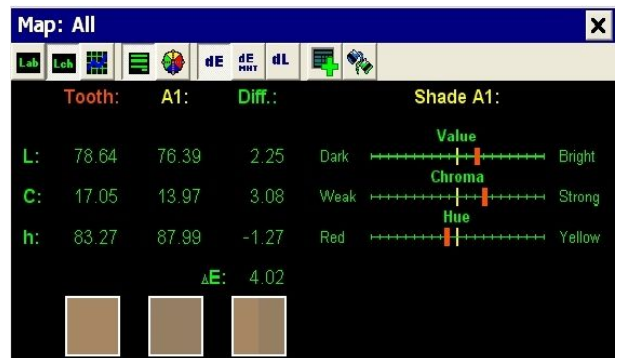 Map: All
Lab Lch dE dE MHT dL
Tooth: A1: Diff.: Shade A1:
Value
L: 78.64 76.39 2.25 Dark Bright
Chroma
C: 17.05 13.97 3.08 Weak Strong
Hue
h: 83.27 87.99 -1.27 Red Yellow
ΔE: 4.02